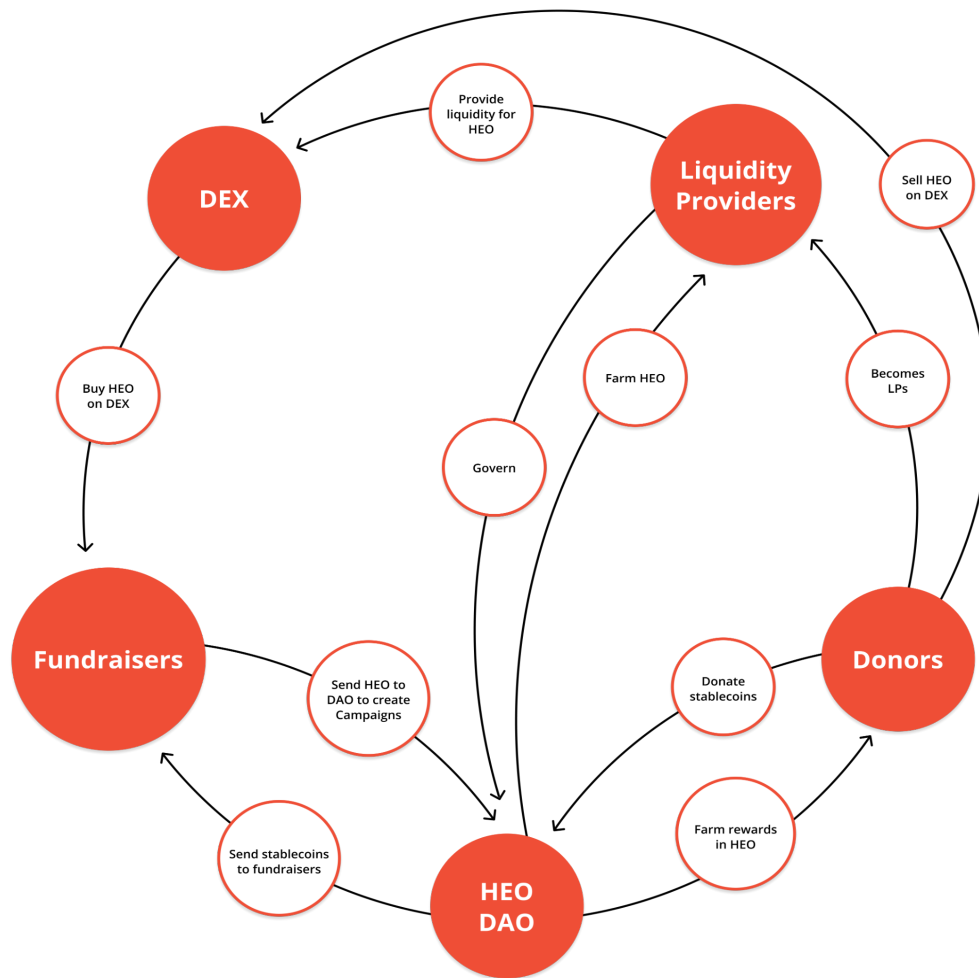 Provide
liquidity for
HEO
Liquidity
Providers
Sell HEO
on DEX
DEX
Buy HEO
on DEX
Farm HEO
Becomes
LPs
Govern
Fundraisers
Send HEO to
DAO to create
Campaigns
Donate
stablecoins
Donors
Send stablecoins
to fundraisers
Farm rewards
in HEO
HEO
DAO